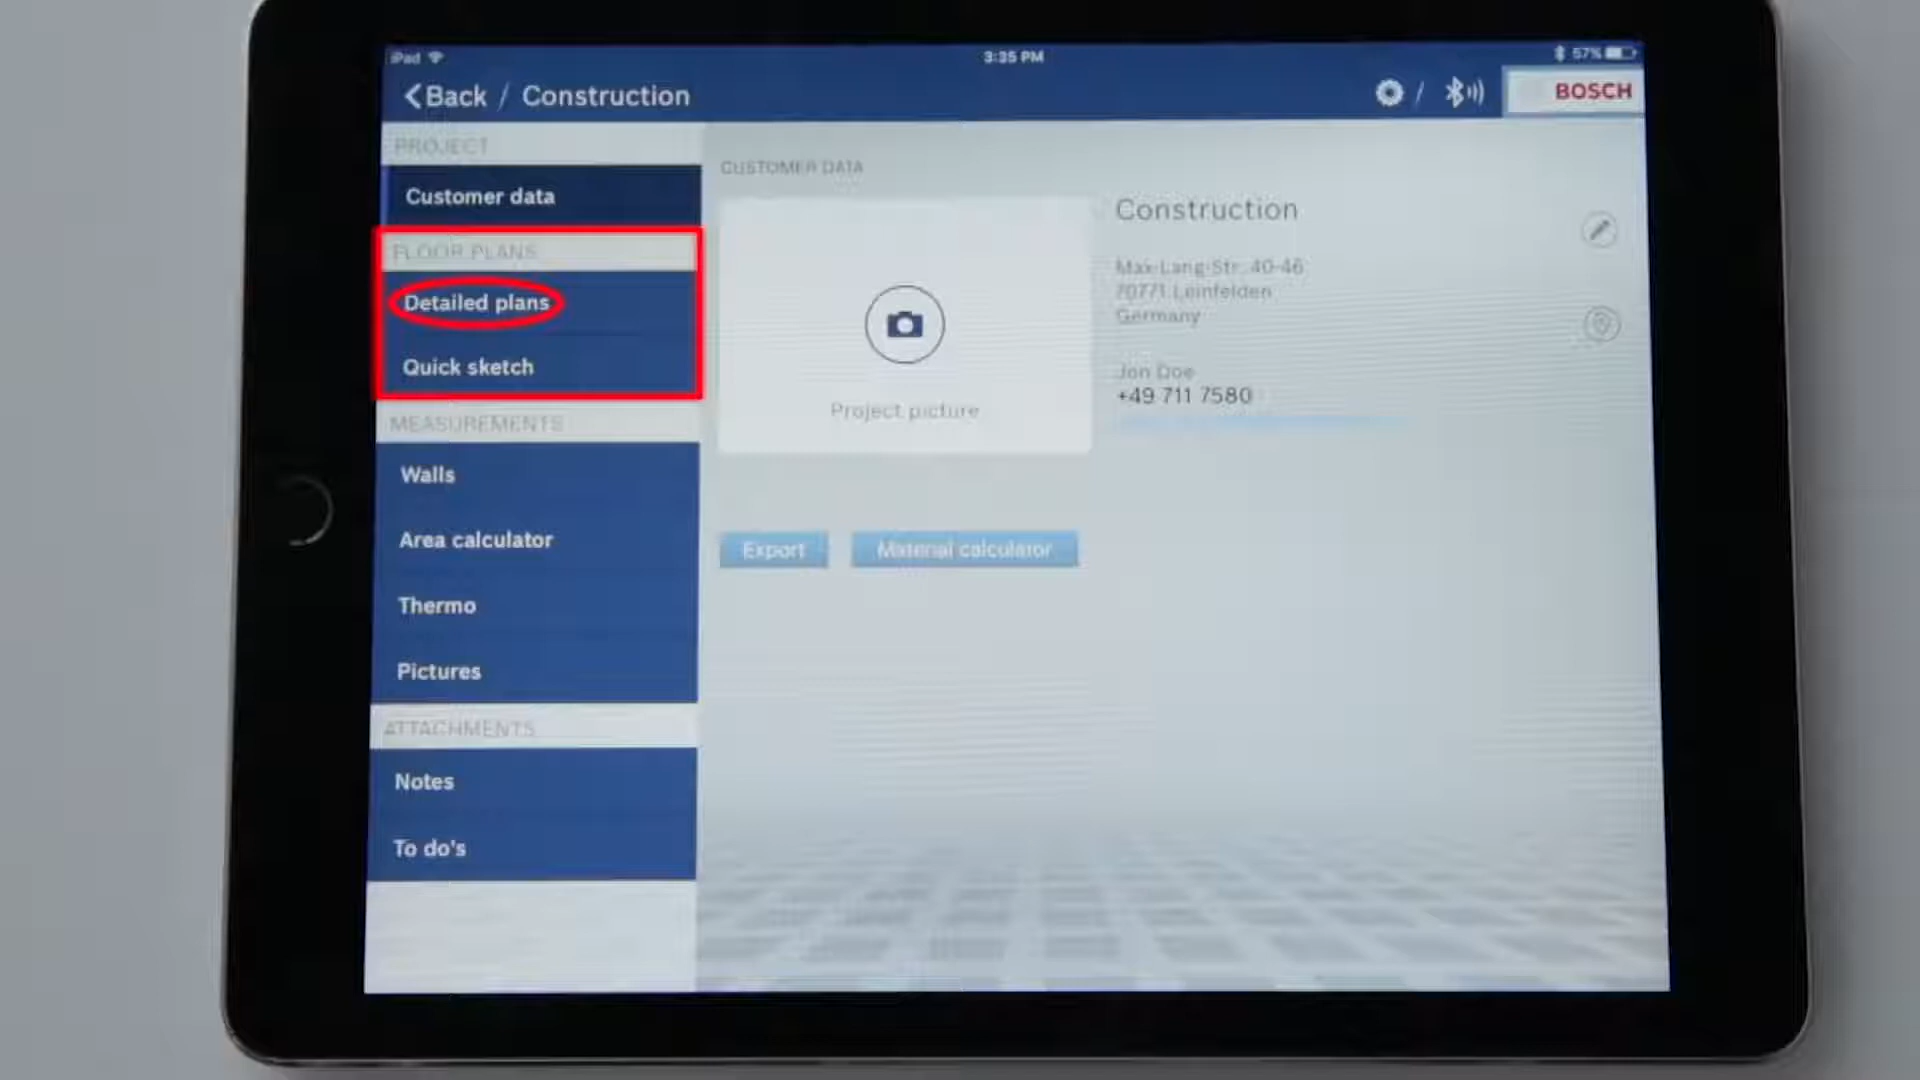 iPad 3:35 PM 57%
Back / Construction / BOSCH
PROJECT
Customer data
FLOOR PLANS
Detailed plans
Quick sketch
MEASUREMENTS
Walls
Area calculator
Thermo
Pictures
ATTACHMENTS
Notes
To do's
CUSTOMER DATA
Project picture
Export Material calculator
Construction
Max-Lang-Str. 40-46
70771 Leinfelden
Germany
Jon Doe
+49 711 7580